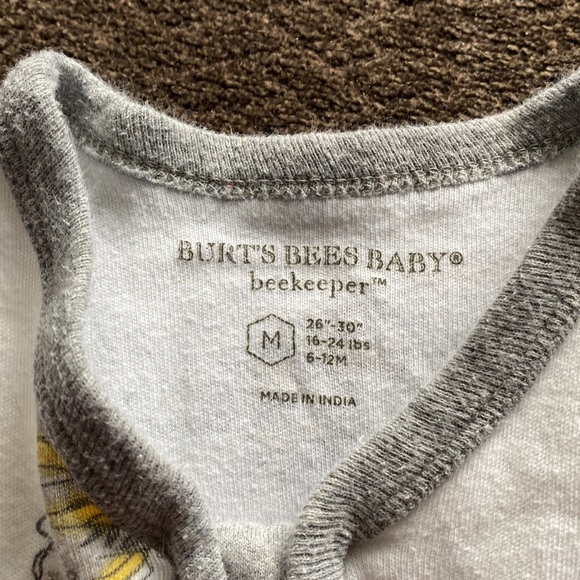 BURT'S BEES BABY®
beekeeper™
M
26"-30"
16-24 lbs
6-12M
MADE IN INDIA